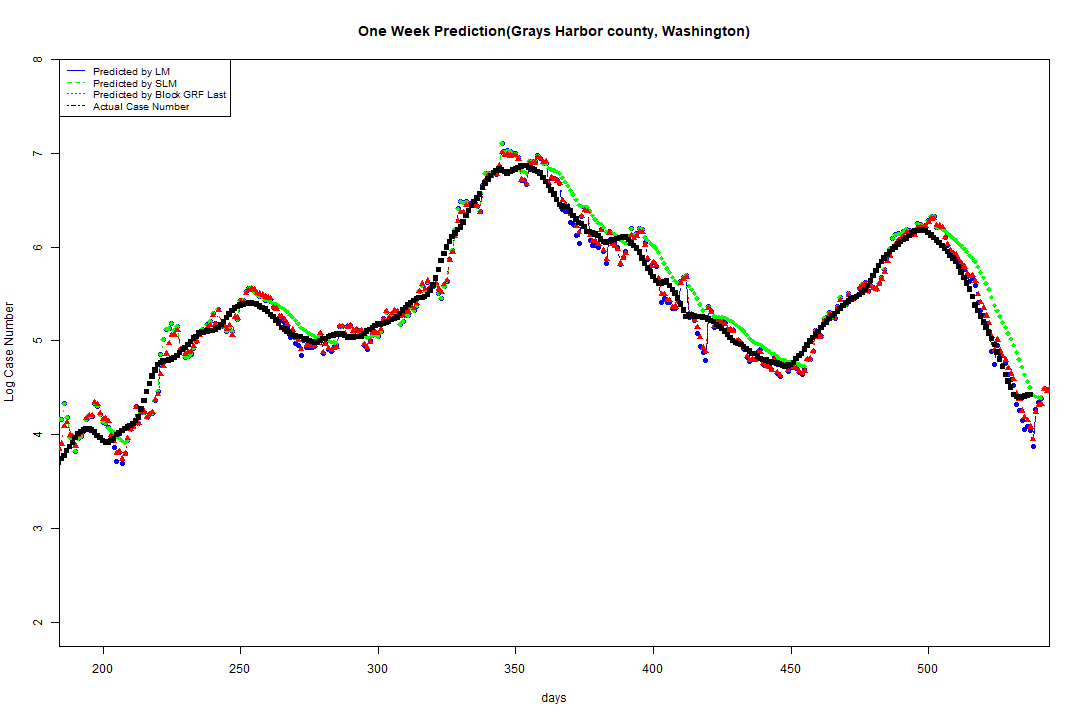 One Week Prediction(Grays Harbor county, Washington)
Predicted by LM
Predicted by SLM
Predicted by Block GRF Last
Actual Case Number
8
7
6
5
4
3
2
Log Case Number
200 250 300 350 400 450 500
days